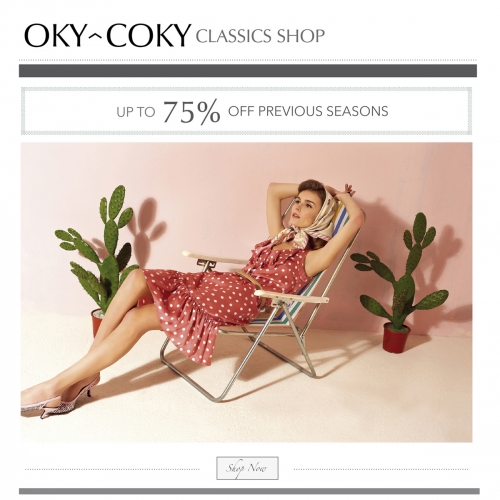 OKY^COKY CLASSICS SHOP
UP TO 75% OFF PREVIOUS SEASONS
Shop Now